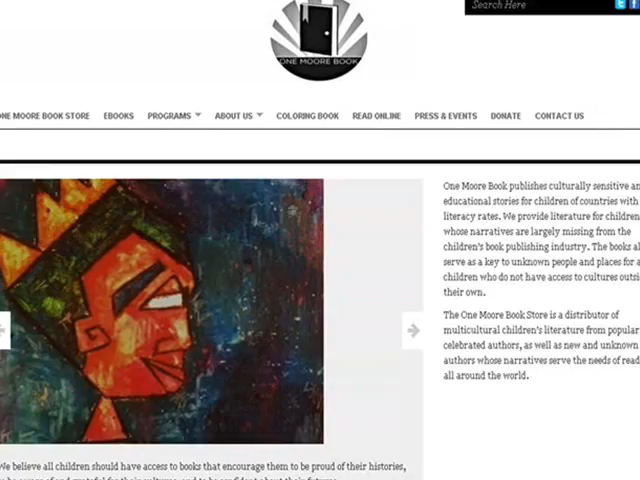 Search Here
ONE MOORE BOOK
ONE MOORE BOOK STORE EBOOKS PROGRAMS ABOUT US COLORING BOOK READ ONLINE PRESS & EVENTS DONATE CONTACT US
One Moore Book publishes culturally sensitive an
educational stories for children of countries with
literacy rates. We provide literature for children
whose narratives are largely missing from the
children's book publishing industry. The books al
serve as a key to unknown people and places for a
children who do not have access to cultures outsi
their own.
The One Moore Book Store is a distributor of
multicultural children's literature from popular
celebrated authors, as well as new and unknown
authors whose narratives serve the needs of read
all around the world.
We believe all children should have access to books that encourage them to be proud of their histories,